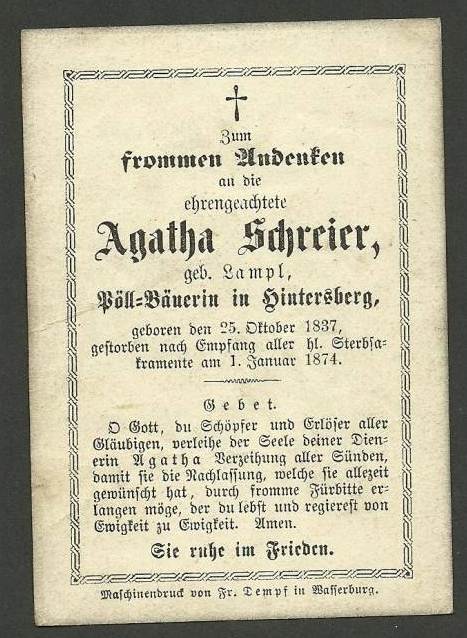 Zum
frommen Andenken
an die
ehrengeachtete
Agatha Schreier,
geb. Lampl,
Pöll-Bäuerin in Hintersberg,
geboren den 25. Oktober 1837,
gestorben nach Empfang aller hl. Sterbsa-
kramente am 1. Januar 1874.
Gebet.
O Gott, du Schöpfer und Erlöser aller
Gläubigen, verleihe der Seele deiner Dien-
erin Agatha Verzeihung aller Sünden,
damit sie die Nachlassung, welche sie allezeit
gewünscht hat, durch fromme Fürbitte er-
langen möge, der du lebst und regierest von
Ewigkeit zu Ewigkeit. Amen.
Sie ruhe im Frieden.
Maschinendruck von Fr. Dempf in Wasserburg.